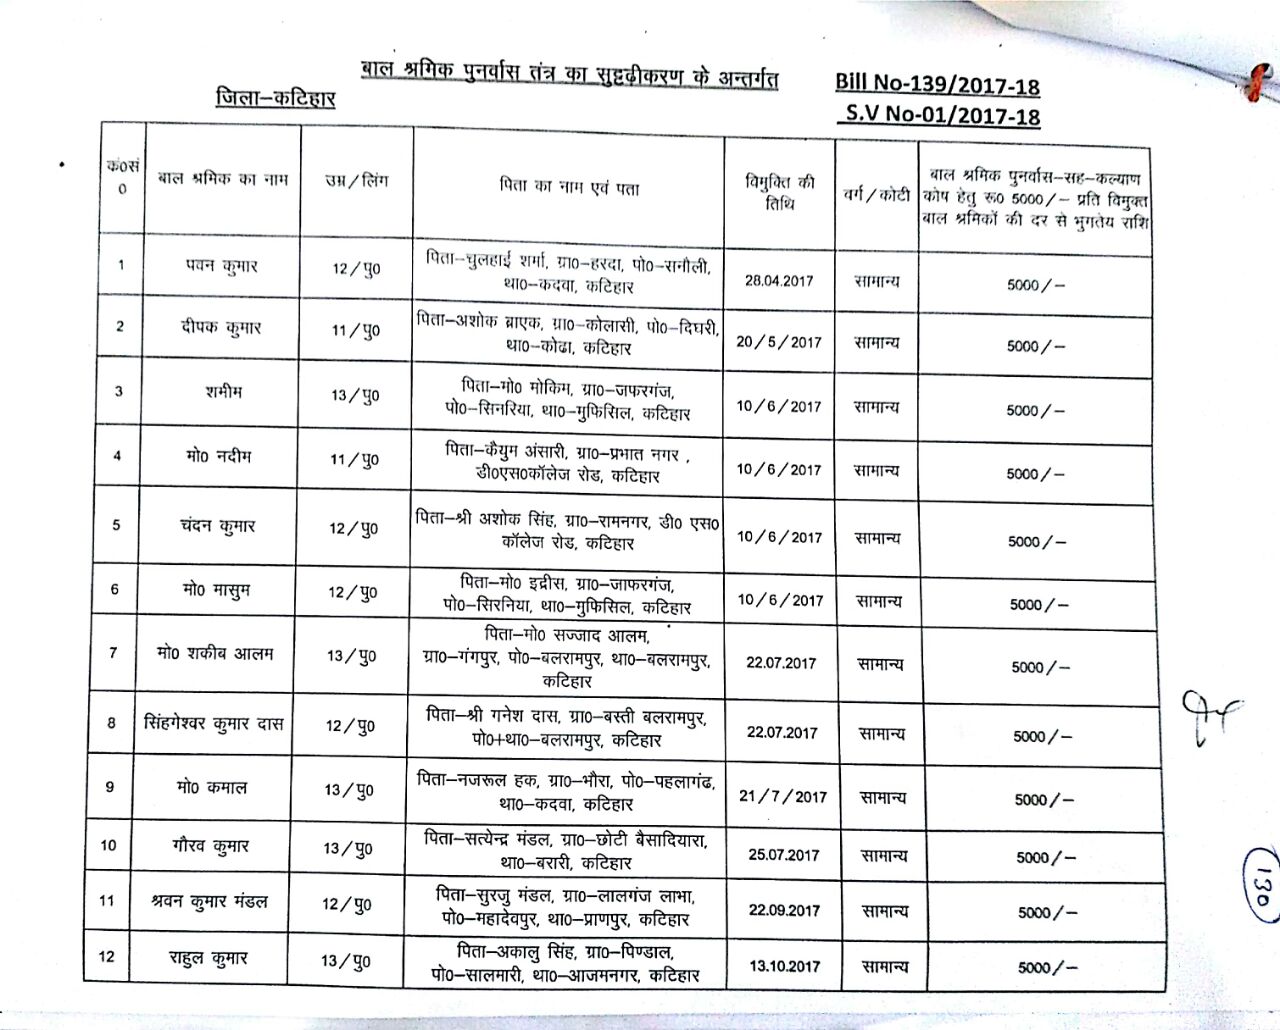 बाल श्रमिक पुनर्वास तंत्र का सुदृढ़ीकरण के अन्तर्गत
Bill No-139/2017-18
जिला–कटिहार
S.V No-01/2017-18
कं0सं0 बाल श्रमिक का नाम उम्र/लिंग पिता का नाम एवं पता विमुक्ति की तिथि वर्ग/कोटी बाल श्रमिक पुनर्वास–सह–कल्याण कोष हेतु रू0 5000/– प्रति विमुक्त बाल श्रमिकों की दर से भुगतेय राशि
1 पवन कुमार 12/पु0 पिता–चुलहाई शर्मा, ग्रा0–हरदा, पो0–सनौली, था0–कदवा, कटिहार 28.04.2017 सामान्य 5000/–
2 दीपक कुमार 11/पु0 पिता–अशोक ब्राएक, ग्रा0–कोलासी, पो0–दिघरी, था0–कोढा, कटिहार 20/5/2017 सामान्य 5000/–
3 शमीम 13/पु0 पिता–मो0 मोकिम, ग्रा0–जफरगंज, पो0–सिनरिया, था0–मुफिसिल, कटिहार 10/6/2017 सामान्य 5000/–
4 मो0 नदीम 11/पु0 पिता–कैयुम अंसारी, ग्रा0–प्रभात नगर , डी0एस0कॉलेज रोड, कटिहार 10/6/2017 सामान्य 5000/–
5 चंदन कुमार 12/पु0 पिता–श्री अशोक सिंह, ग्रा0–रामनगर, डी0 एस0 कॉलेज रोड, कटिहार 10/6/2017 सामान्य 5000/–
6 मो0 मासुम 12/पु0 पिता–मो0 इद्रीस, ग्रा0–जाफरगंज, पो0–सिरनिया, था0–मुफिसिल, कटिहार 10/6/2017 सामान्य 5000/–
7 मो0 शकीब आलम 13/पु0 पिता–मो0 सज्जाद आलम, ग्रा0–गंगपुर, पो0–बलरामपुर, था0–बलरामपुर, कटिहार 22.07.2017 सामान्य 5000/–
8 सिंहगेश्वर कुमार दास 12/पु0 पिता–श्री गनेश दास, ग्रा0–बस्ती बलरामपुर, पो0+था0–बलरामपुर, कटिहार 22.07.2017 सामान्य 5000/–
9 मो0 कमाल 13/पु0 पिता–नजरूल हक, ग्रा0–भौरा, पो0–पहलागंढ, था0–कदवा, कटिहार 21/7/2017 सामान्य 5000/–
10 गौरव कुमार 13/पु0 पिता–सत्येन्द्र मंडल, ग्रा0–छोटी बैसादियारा, था0–बरारी, कटिहार 25.07.2017 सामान्य 5000/–
11 श्रवन कुमार मंडल 12/पु0 पिता–सुरजु मंडल, ग्रा0–लालगंज लाभा, पो0–महादेवपुर, था0–प्राणपुर, कटिहार 22.09.2017 सामान्य 5000/–
12 राहुल कुमार 13/पु0 पिता–अकालु सिंह, ग्रा0–पिण्डाल, पो0–सालमारी, था0–आजमनगर, कटिहार 13.10.2017 सामान्य 5000/–
130